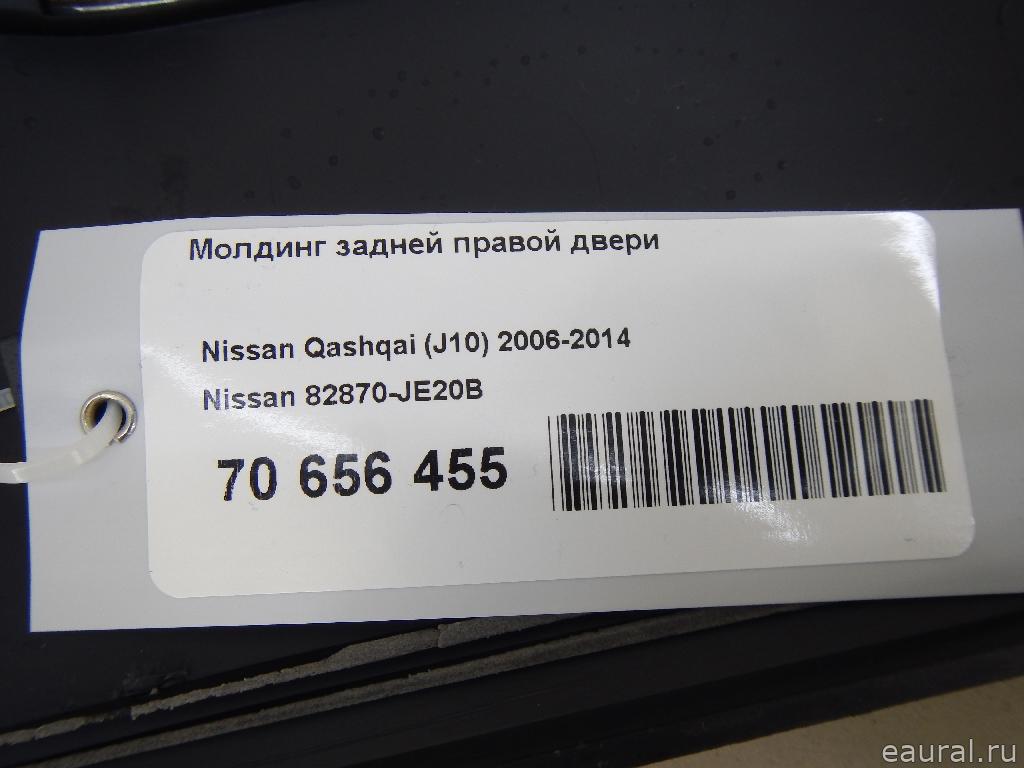 Молдинг задней правой двери
Nissan Qashqai (J10) 2006-2014
Nissan 82870-JE20B
70 656 455
eaural.ru